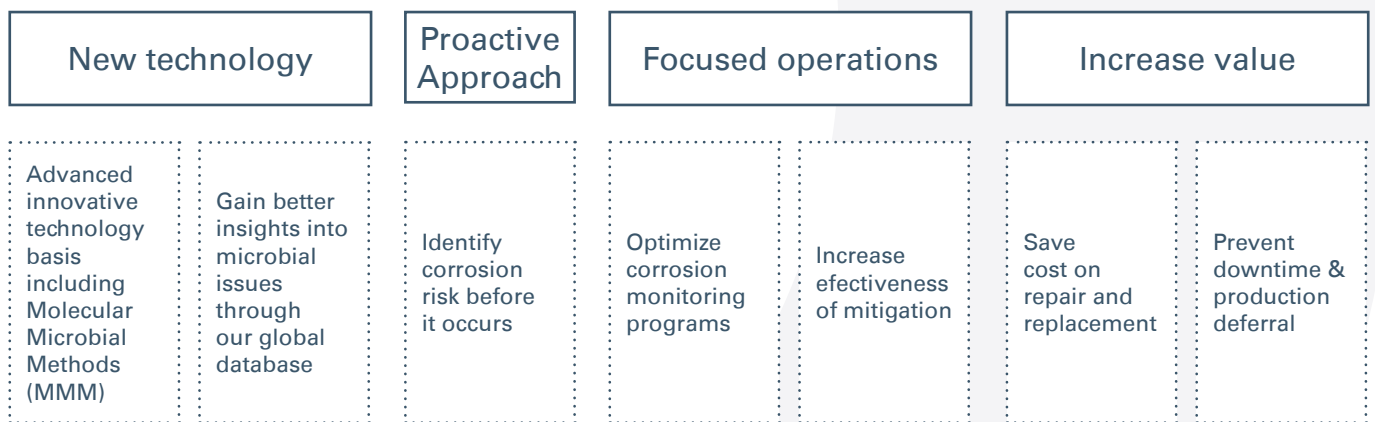 New technology
Proactive
Approach
Focused operations
Increase value
Advanced
innovative
technology
basis
including
Molecular
Microbial
Methods
(MMM)
Gain better
insights into
microbial
issues
through
our global
database
Identify
corrosion
risk before
it occurs
Optimize
corrosion
monitoring
programs
Increase
efectiveness
of mitigation
Save
cost on
repair and
replacement
Prevent
downtime &
production
deferral